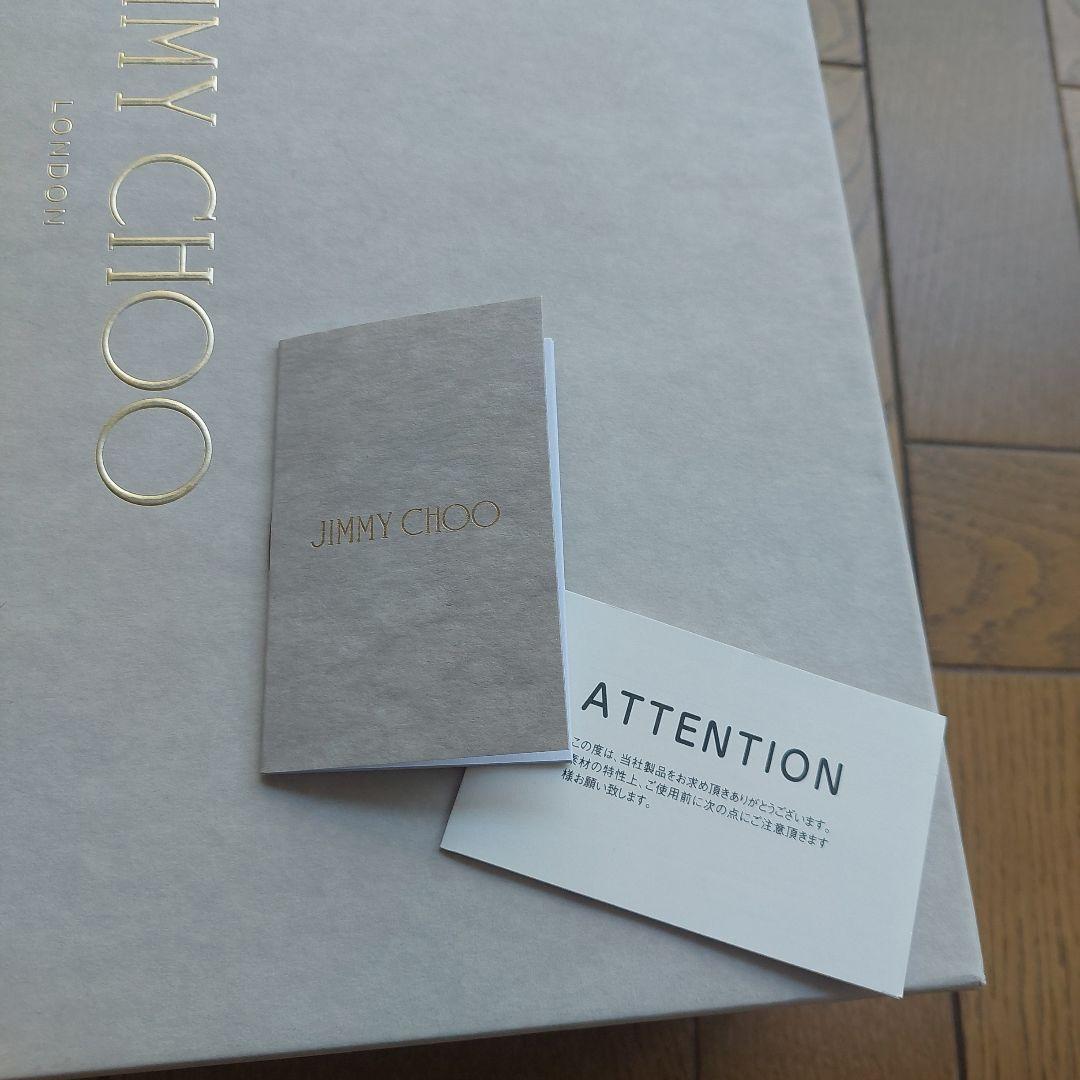 IMMY CHOO
LONDON
JIMMY CHOO
ATTENTION
この度は、当社製品をお求め頂きありがとうございます。
素材の特性上、ご使用前に次の点にご注意頂きます
様お願い致します。